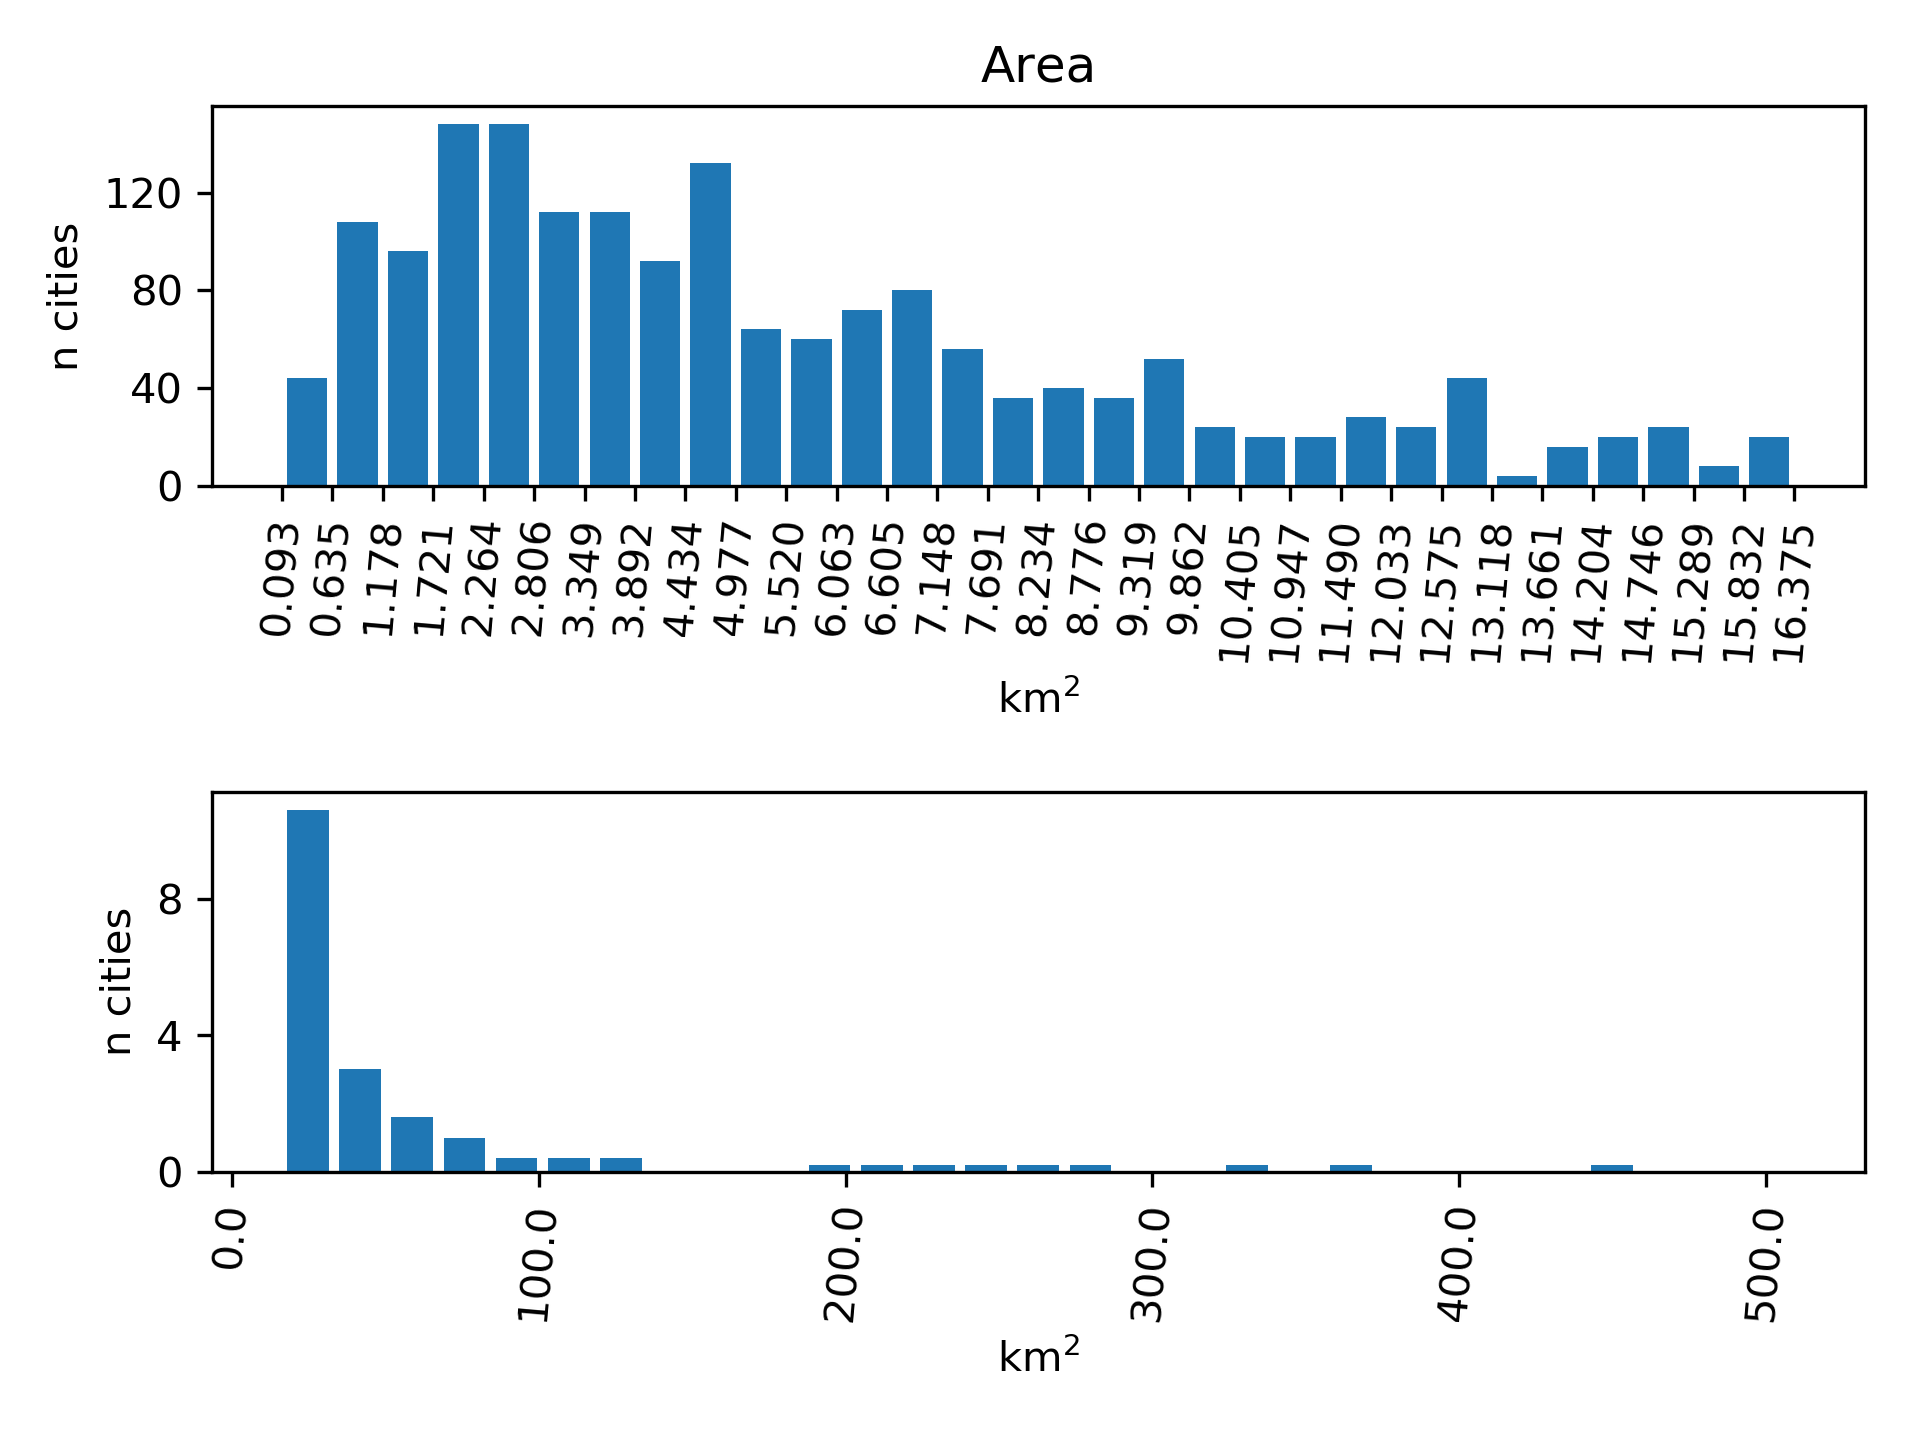 Area
n cities
120
80
40
0
0.093 0.635 1.178 1.721 2.264 2.806 3.349 3.892 4.434 4.977 5.520 6.063 6.605 7.148 7.691 8.234 8.776 9.319 9.862 10.405 10.947 11.490 12.033 12.575 13.118 13.661 14.204 14.746 15.289 15.832 16.375
km²
n cities
8
4
0
0.0 100.0 200.0 300.0 400.0 500.0
km²